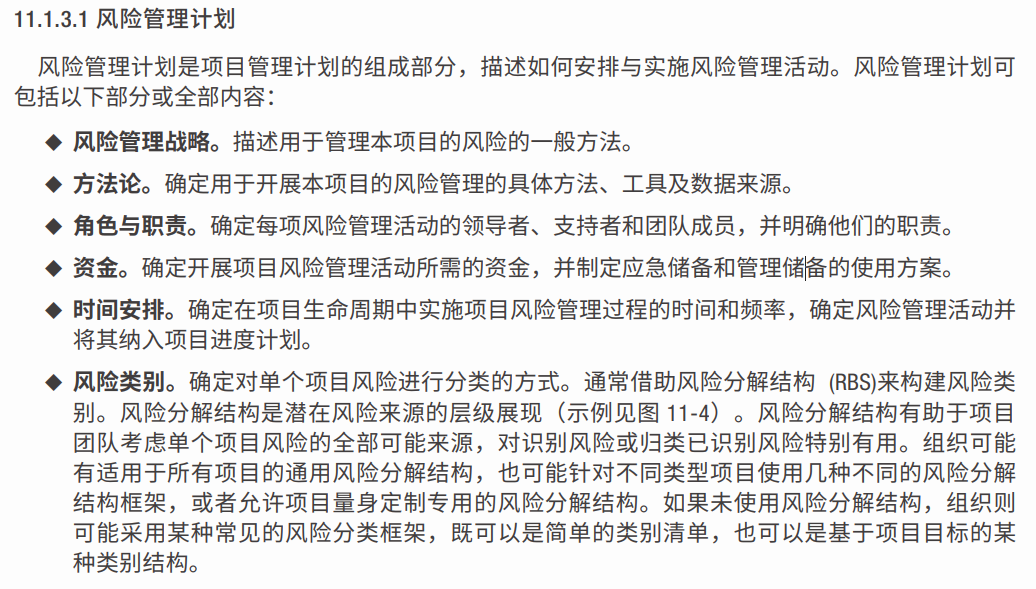 11.1.3.1 风险管理计划
风险管理计划是项目管理计划的组成部分，描述如何安排与实施风险管理活动。风险管理计划可
包括以下部分或全部内容：
◆ 风险管理战略。描述用于管理本项目的风险的一般方法。
◆ 方法论。确定用于开展本项目的风险管理的具体方法、工具及数据来源。
◆ 角色与职责。确定每项风险管理活动的领导者、支持者和团队成员，并明确他们的职责。
◆ 资金。确定开展项目风险管理活动所需的资金，并制定应急储备和管理储备的使用方案。
◆ 时间安排。确定在项目生命周期中实施项目风险管理过程的时间和频率，确定风险管理活动并
将其纳入项目进度计划。
◆ 风险类别。确定对单个项目风险进行分类的方式。通常借助风险分解结构 (RBS)来构建风险类
别。风险分解结构是潜在风险来源的层级展现（示例见图 11-4）。风险分解结构有助于项目
团队考虑单个项目风险的全部可能来源，对识别风险或归类已识别风险特别有用。组织可能
有适用于所有项目的通用风险分解结构，也可能针对不同类型项目使用几种不同的风险分解
结构框架，或者允许项目量身定制专用的风险分解结构。如果未使用风险分解结构，组织则
可能采用某种常见的风险分类框架，既可以是简单的类别清单，也可以是基于项目目标的某
种类别结构。